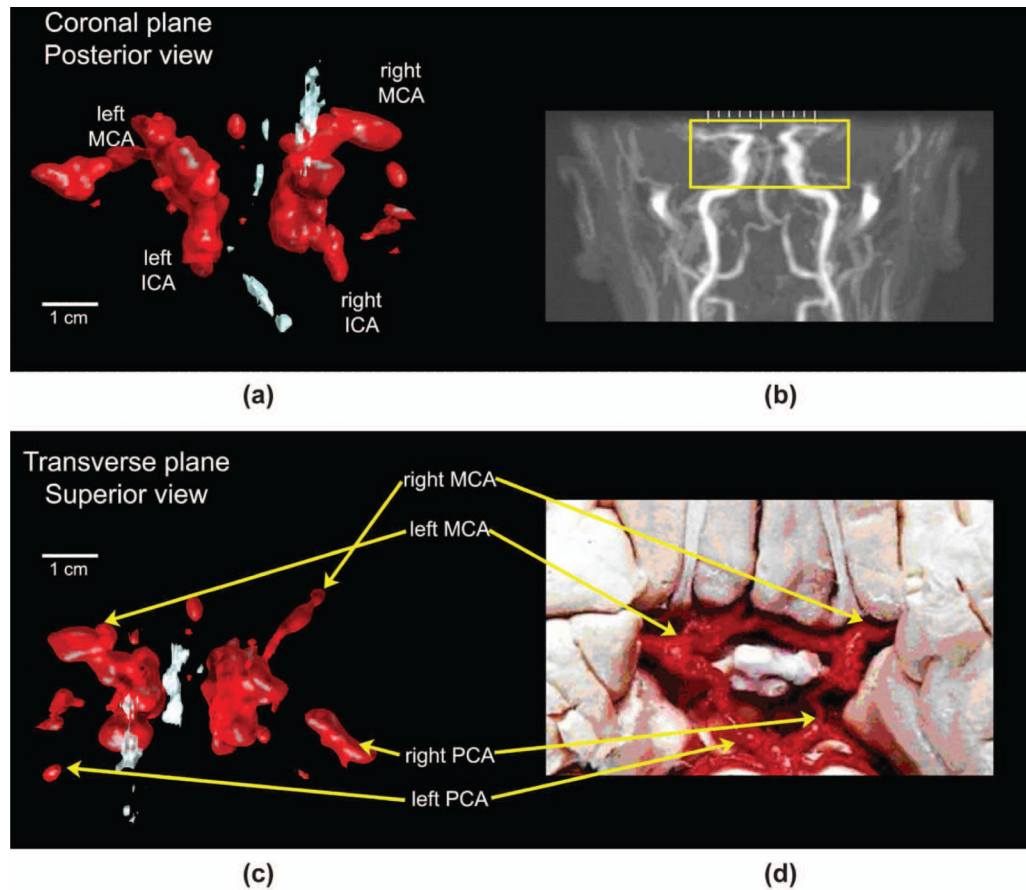 Coronal plane
Posterior view
left
MCA
right
MCA
left
ICA
right
ICA
1 cm
(a)
(b)
Transverse plane
Superior view
right MCA
left MCA
1 cm
right PCA
left PCA
(c)
(d)